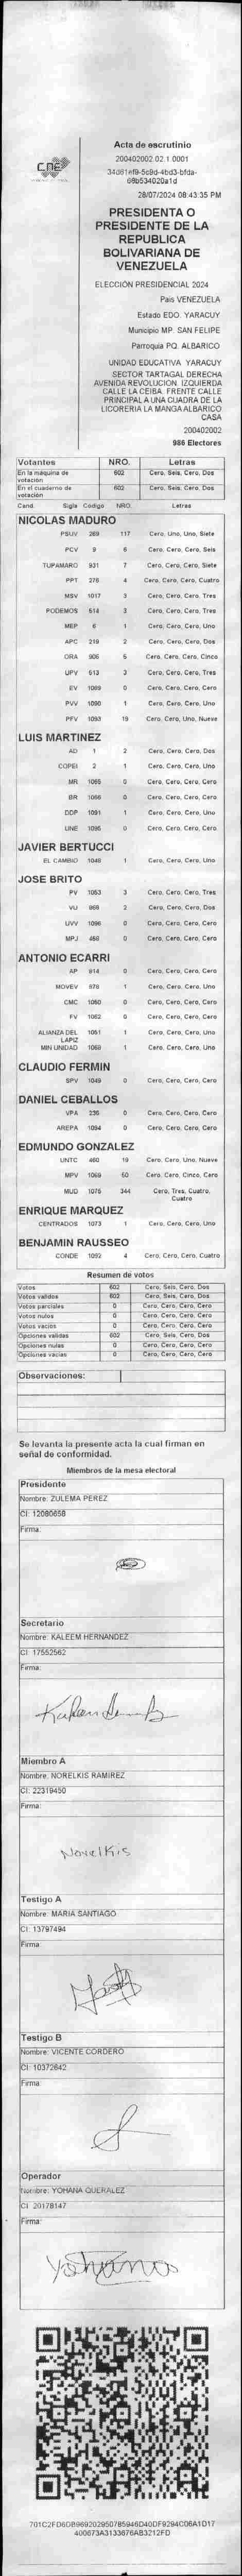 CNE
Acta de escrutinio
200402002.02.1.0001
28/07/2024 08:43:35 PM
PRESIDENTA O
PRESIDENTE DE LA
REPUBLICA
BOLIVARIANA DE
VENEZUELA
ELECCIÓN PRESIDENCIAL 2024
País VENEZUELA
Estado EDO. YARACUY
Municipio MP. SAN FELIPE
Parroquia PQ. ALBARICO
UNIDAD EDUCATIVA YARACUY
SECTOR TARTAGAL DERECHA
AVENIDA REVOLUCION IZQUIERDA
CALLE LA CEIBA. FRENTE CALLE
PRINCIPAL A UNA CUADRA DE LA
LICORERIA LA MANGA ALBARICO
CASA
200402002
986 Electores
Votantes NRO. Letras
En la maquina de votación 602 Cero, Seis, Cero, Dos
En el cuaderno de votación 602 Cero, Seis, Cero, Dos
Cand. Sigla Codigo NRO. Letras
NICOLAS MADURO
PSUV 289 117 Cero, Uno, Uno, Siete
PCV 9 6 Cero, Cero, Cero, Seis
TUPAMARO 931 7 Cero, Cero, Cero, Siete
PPT 278 4 Cero, Cero, Cero, Cuatro
MSV 1017 3 Cero, Cero, Cero, Tres
PODEMOS 514 3 Cero, Cero, Cero, Tres
MEP 6 1 Cero, Cero, Cero, Uno
APC 219 2 Cero, Cero, Cero, Dos
ORA 906 5 Cero, Cero, Cero, Cinco
UPV 513 3 Cero, Cero, Cero, Tres
EV 1089 0 Cero, Cero, Cero, Cero
PVV 1090 1 Cero, Cero, Cero, Uno
PFV 1093 19 Cero, Cero, Uno, Nueve
LUIS MARTINEZ
AD 1 2 Cero, Cero, Cero, Dos
COPEI 2 1 Cero, Cero, Cero, Uno
MR 1065 0 Cero, Cero, Cero, Cero
BR 1066 0 Cero, Cero, Cero, Cero
DDP 1091 1 Cero, Cero, Cero, Uno
UNE 1095 0 Cero, Cero, Cero, Cero
JAVIER BERTUCCI
EL CAMBIO 1048 1 Cero, Cero, Cero, Uno
JOSE BRITO
PV 1053 3 Cero, Cero, Cero, Tres
VU 968 2 Cero, Cero, Cero, Dos
UVV 1096 0 Cero, Cero, Cero, Cero
MPJ 458 0 Cero, Cero, Cero, Cero
ANTONIO ECARRI
AP 914 0 Cero, Cero, Cero, Cero
MOVEV 978 1 Cero, Cero, Cero, Uno
CMC 1060 0 Cero, Cero, Cero, Cero
FV 1062 0 Cero, Cero, Cero, Cero
ALIANZA DEL LAPIZ 1051 1 Cero, Cero, Cero, Uno
MIN UNIDAD 1068 1 Cero, Cero, Cero, Uno
CLAUDIO FERMIN
SPV 1049 0 Cero, Cero, Cero, Cero
DANIEL CEBALLOS
VPA 236 0 Cero, Cero, Cero, Cero
AREPA 1094 0 Cero, Cero, Cero, Cero
EDMUNDO GONZALEZ
UNTC 460 19 Cero, Cero, Uno, Nueve
MPV 1069 50 Cero, Cero, Cinco, Cero
MUD 1075 344 Cero, Tres, Cuatro, Cuatro
ENRIQUE MARQUEZ
CENTRADOS 1073 1 Cero, Cero, Cero, Uno
BENJAMIN RAUSSEO
CONDE 1092 4 Cero, Cero, Cero, Cuatro
Resumen de votos
Votos 602 Cero, Seis, Cero, Dos
Votos validos 602 Cero, Seis, Cero, Dos
Votos parciales 0 Cero, Cero, Cero, Cero
Votos nulos 0 Cero, Cero, Cero, Cero
Votos vacios 0 Cero, Cero, Cero, Cero
Opciones validas 602 Cero, Seis, Cero, Dos
Opciones nulas 0 Cero, Cero, Cero, Cero
Opciones vacias 0 Cero, Cero, Cero, Cero
Observaciones:
Se levanta la presente acta la cual firman en
señal de conformidad.
Miembros de la mesa electoral
Presidente
Nombre: ZULEMA PEREZ
CI: 12080658
Firma:
Secretario
Nombre: KALEEM HERNANDEZ
CI: 17552562
Firma:
Miembro A
Nombre: NORELKIS RAMIREZ
CI: 22319450
Firma:
Norelkis
Testigo A
Nombre: MARIA SANTIAGO
CI: 13797494
Firma:
Testigo B
Nombre: VICENTE CORDERO
CI: 10372642
Firma:
Operador
Nombre: YOHANA QUERALEZ
CI: 20178147
Firma:
Yohana